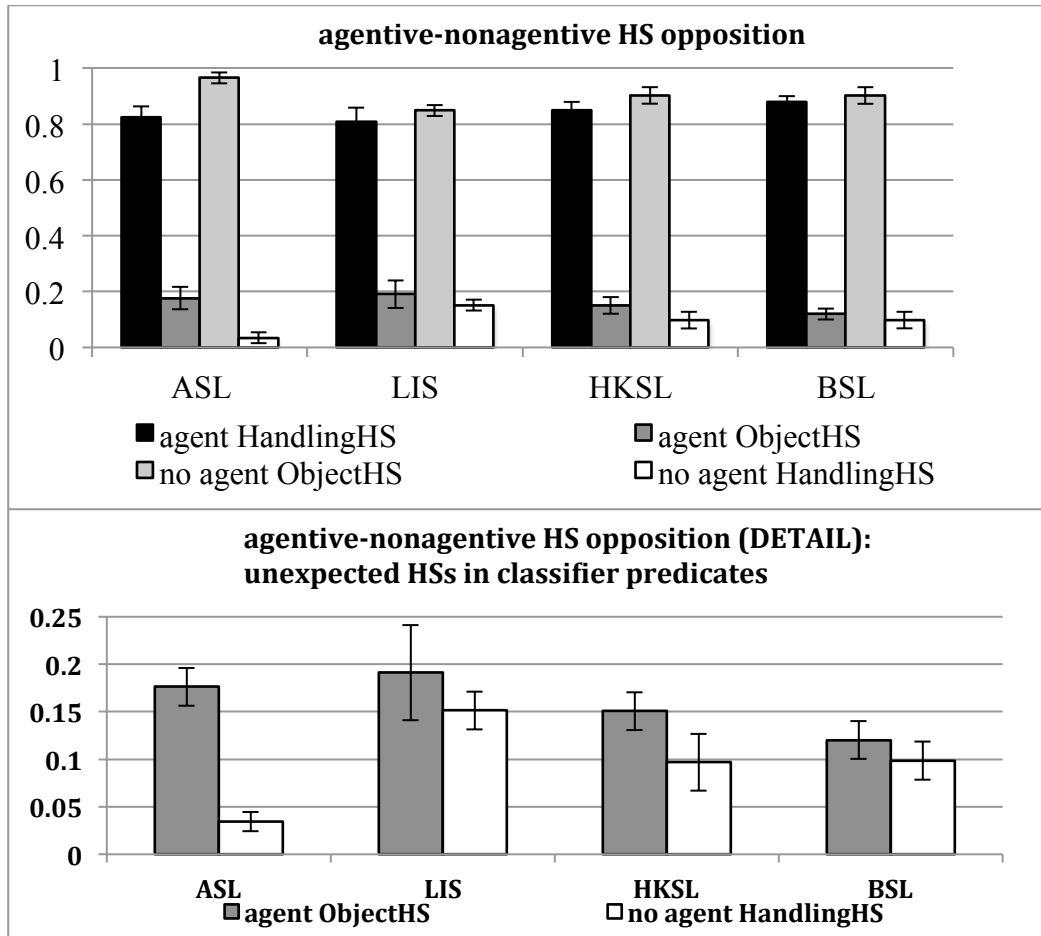 agentive-nonagentive HS opposition
1
0.8
0.6
0.4
0.2
0
ASL LIS HKSL BSL
agent HandlingHS agent ObjectHS
no agent ObjectHS no agent HandlingHS
agentive-nonagentive HS opposition (DETAIL):
unexpected HSs in classifier predicates
0.25
0.2
0.15
0.1
0.05
0
ASL LIS HKSL BSL
agent ObjectHS no agent HandlingHS